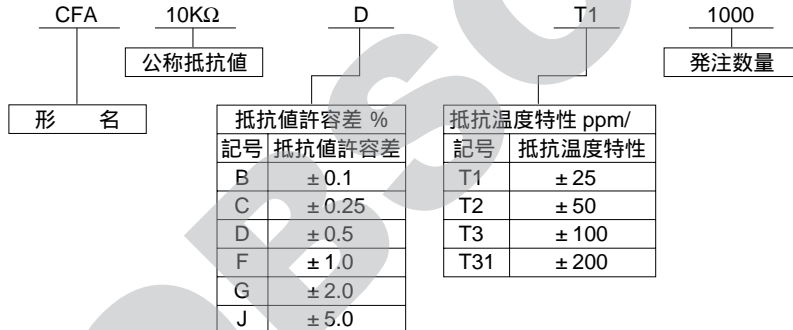 CFA 10KΩ D T1 1000
公称抵抗値 発注数量
形 名 抵抗値許容差 % 抵抗温度特性 ppm/
記号 抵抗値許容差 記号 抵抗温度特性
B ± 0.1 T1 ± 25
C ± 0.25 T2 ± 50
D ± 0.5 T3 ± 100
F ± 1.0 T31 ± 200
G ± 2.0
J ± 5.0